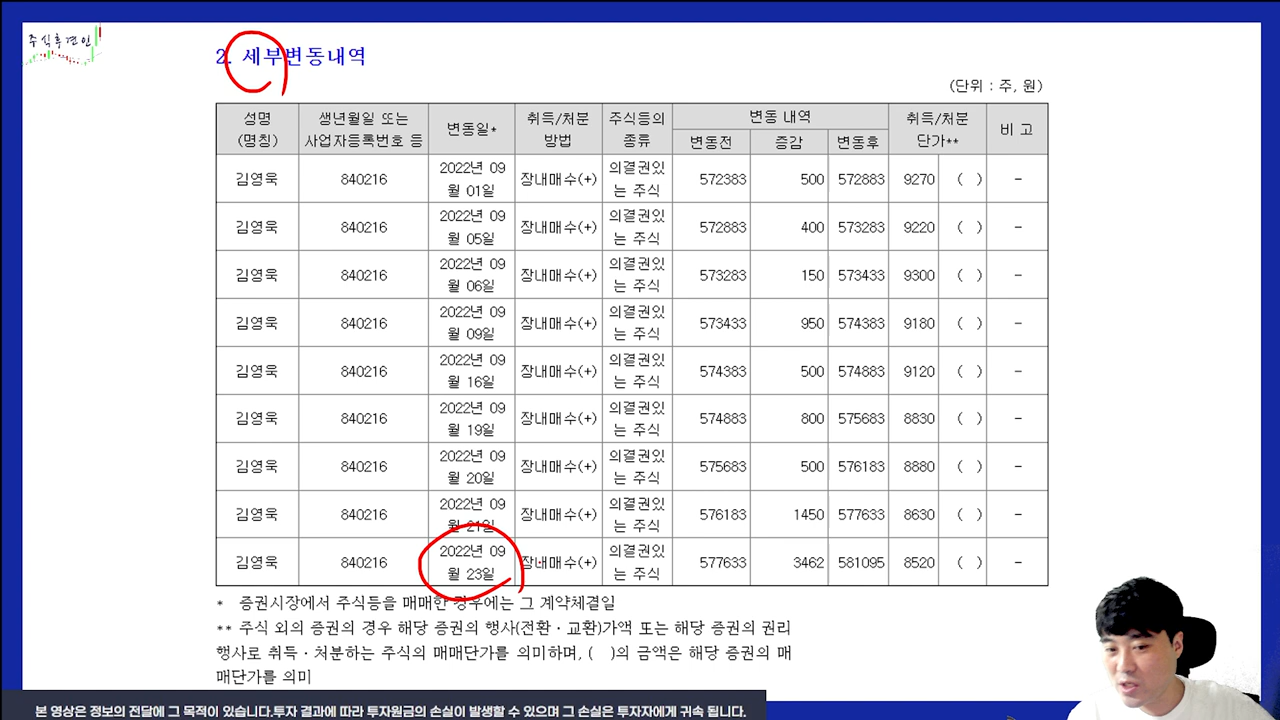 주식후견인
2. 세부변동내역
(단위 : 주, 원)
성명 (명칭) 생년월일 또는 사업자등록번호 등 변동일* 취득/처분 방법 주식등의 종류 변동 내역 취득/처분 단가** 비 고
변동전 증감 변동후
김영욱 840216 2022년 09월 01일 장내매수(+) 의결권있는 주식 572383 500 572883 9270 ( ) -
김영욱 840216 2022년 09월 05일 장내매수(+) 의결권있는 주식 572883 400 573283 9220 ( ) -
김영욱 840216 2022년 09월 06일 장내매수(+) 의결권있는 주식 573283 150 573433 9300 ( ) -
김영욱 840216 2022년 09월 09일 장내매수(+) 의결권있는 주식 573433 950 574383 9180 ( ) -
김영욱 840216 2022년 09월 16일 장내매수(+) 의결권있는 주식 574383 500 574883 9120 ( ) -
김영욱 840216 2022년 09월 19일 장내매수(+) 의결권있는 주식 574883 800 575683 8830 ( ) -
김영욱 840216 2022년 09월 20일 장내매수(+) 의결권있는 주식 575683 500 576183 8880 ( ) -
김영욱 840216 2022년 09월 21일 장내매수(+) 의결권있는 주식 576183 1450 577633 8630 ( ) -
김영욱 840216 2022년 09월 23일 장내매수(+) 의결권있는 주식 577633 3462 581095 8520 ( ) -
* 증권시장에서 주식등을 매매한 경우에는 그 계약체결일
** 주식 외의 증권의 경우 해당 증권의 행사(전환ㆍ교환)가액 또는 해당 증권의 권리
행사로 취득ㆍ처분하는 주식의 매매단가를 의미하며, ( )의 금액은 해당 증권의 매
매단가를 의미
본 영상은 정보의 전달에 그 목적이 있습니다.투자 결과에 따라 투자원금의 손실이 발생할 수 있으며 그 손실은 투자자에게 귀속 됩니다.